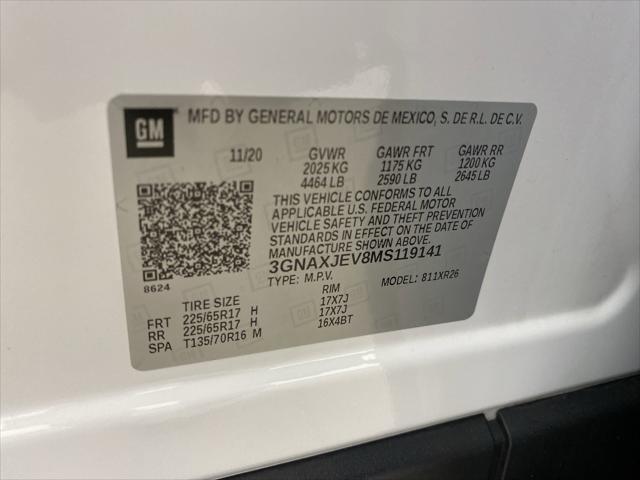 GM
MFD BY GENERAL MOTORS DE MEXICO, S. DE R.L. DE C.V.
11/20 GVWR GAWR FRT GAWR RR
2025 KG 1175 KG 1200 KG
4464 LB 2590 LB 2645 LB
THIS VEHICLE CONFORMS TO ALL
APPLICABLE U.S. FEDERAL MOTOR
VEHICLE SAFETY AND THEFT PREVENTION
STANDARDS IN EFFECT ON THE DATE OF
MANUFACTURE SHOWN ABOVE.
3GNAXJEV8MS119141
8624
TYPE: M.P.V. MODEL: 811XR26
TIRE SIZE RIM
FRT 225/65R17 H 17X7J
RR 225/65R17 H 17X7J
SPA T135/70R16 M 16X4BT